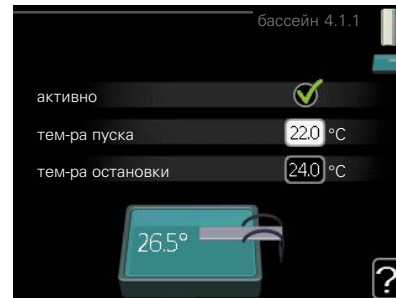 бассейн 4.1.1
активно
тем-ра пуска 22.0 °C
тем-ра остановки 24.0 °C
26.5°
?